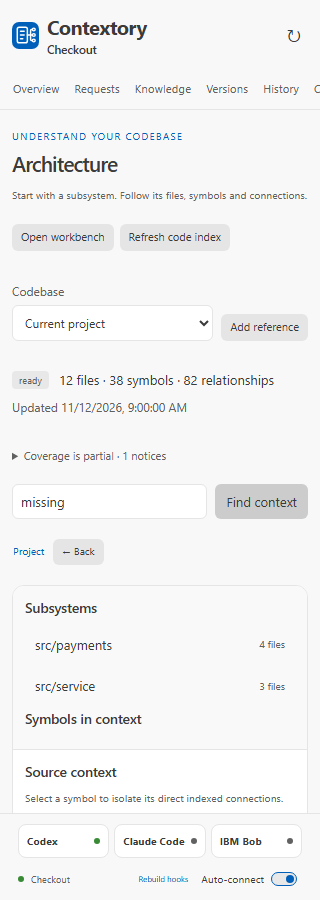 Contextory
Checkout
Overview Requests Knowledge Versions History
UNDERSTAND YOUR CODEBASE
Architecture
Start with a subsystem. Follow its files, symbols and connections.
Open workbench Refresh code index
Codebase
Current project Add reference
ready 12 files · 38 symbols · 82 relationships
Updated 11/12/2026, 9:00:00 AM
Coverage is partial · 1 notices
missing Find context
Project ← Back
Subsystems
src/payments 4 files
src/service 3 files
Symbols in context
Source context
Select a symbol to isolate its direct indexed connections.
Codex Claude Code IBM Bob
Checkout Rebuild hooks Auto-connect